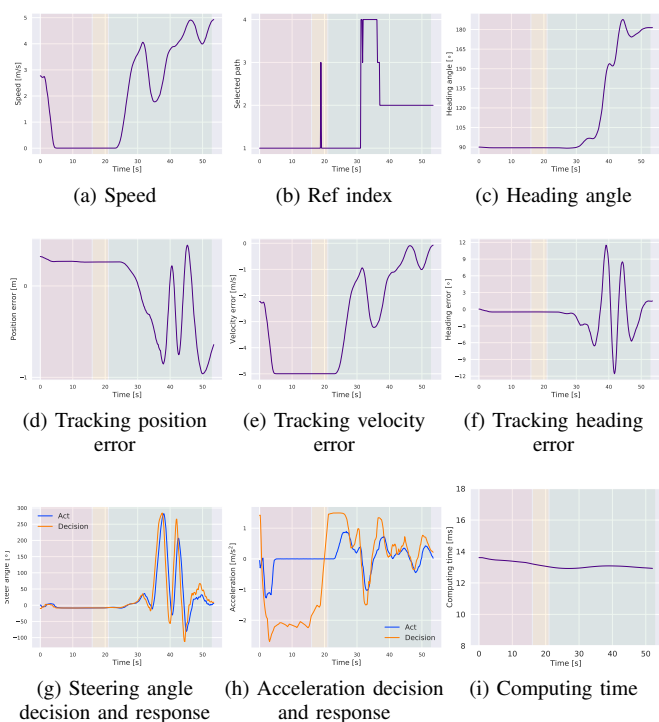 5
4
3
2
1
0
Speed [m/s]
0 10 20 30 40 50
Time [s]
(a) Speed
4
3
2
1
Selected path
0 10 20 30 40 50
Time [s]
(b) Ref index
180
165
150
135
120
105
90
Heading angle [°]
0 10 20 30 40 50
Time [s]
(c) Heading angle
0
−1
Position error [m]
0 10 20 30 40 50
Time [s]
(d) Tracking position
error
0
−1
−2
−3
−4
−5
Velocity error [m/s]
0 10 20 30 40 50
Time [s]
(e) Tracking velocity
error
12
9
6
3
0
−3
−6
−9
−12
Heading error [°]
0 10 20 30 40 50
Time [s]
(f) Tracking heading
error
300
250
200
150
100
50
0
−50
−100
angle [°]
Act
Decision
0 10 20 30 40 50
Time [s]
(g) Steering angle
decision and response
1
0
−1
−2
Acceleration [m/s²]
Act
Decision
0 10 20 30 40 50
Time [s]
(h) Acceleration decision
and response
18
16
14
12
10
8
Computing time [ms]
0 10 20 30 40 50
Time [s]
(i) Computing time